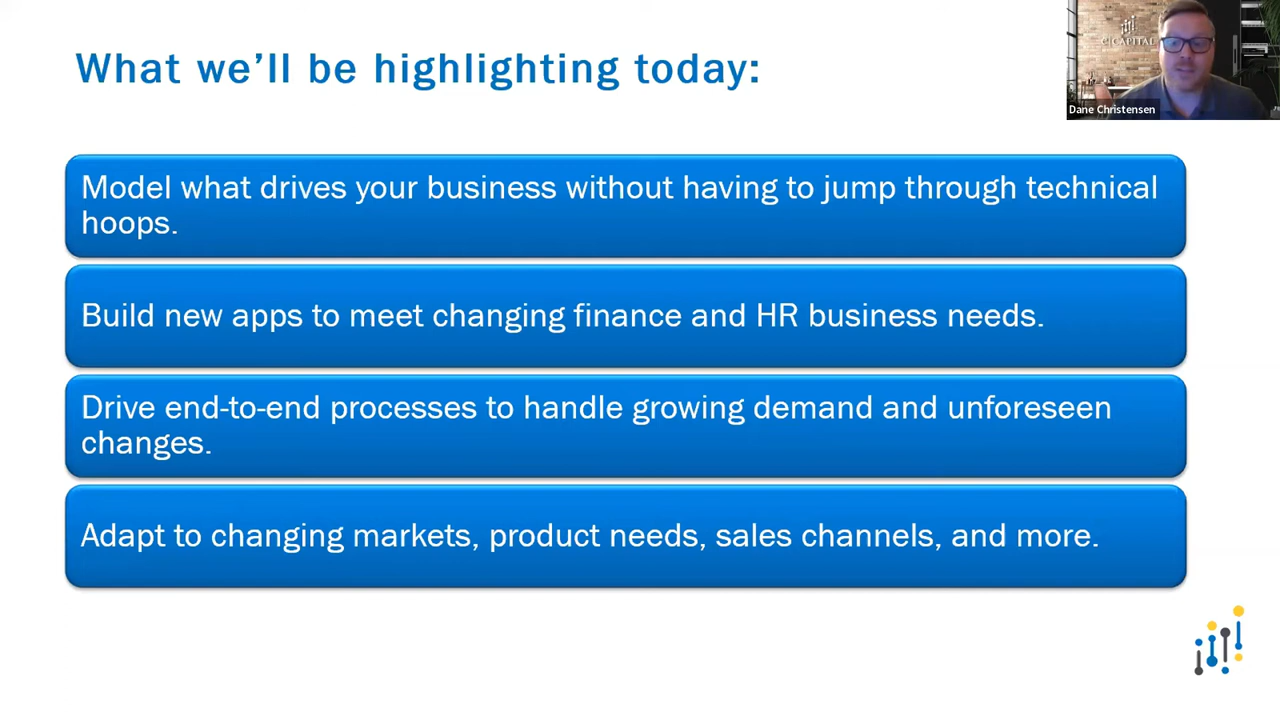 What we’ll be highlighting today:
Dane Christensen
Model what drives your business without having to jump through technical
hoops.
Build new apps to meet changing finance and HR business needs.
Drive end-to-end processes to handle growing demand and unforeseen
changes.
Adapt to changing markets, product needs, sales channels, and more.